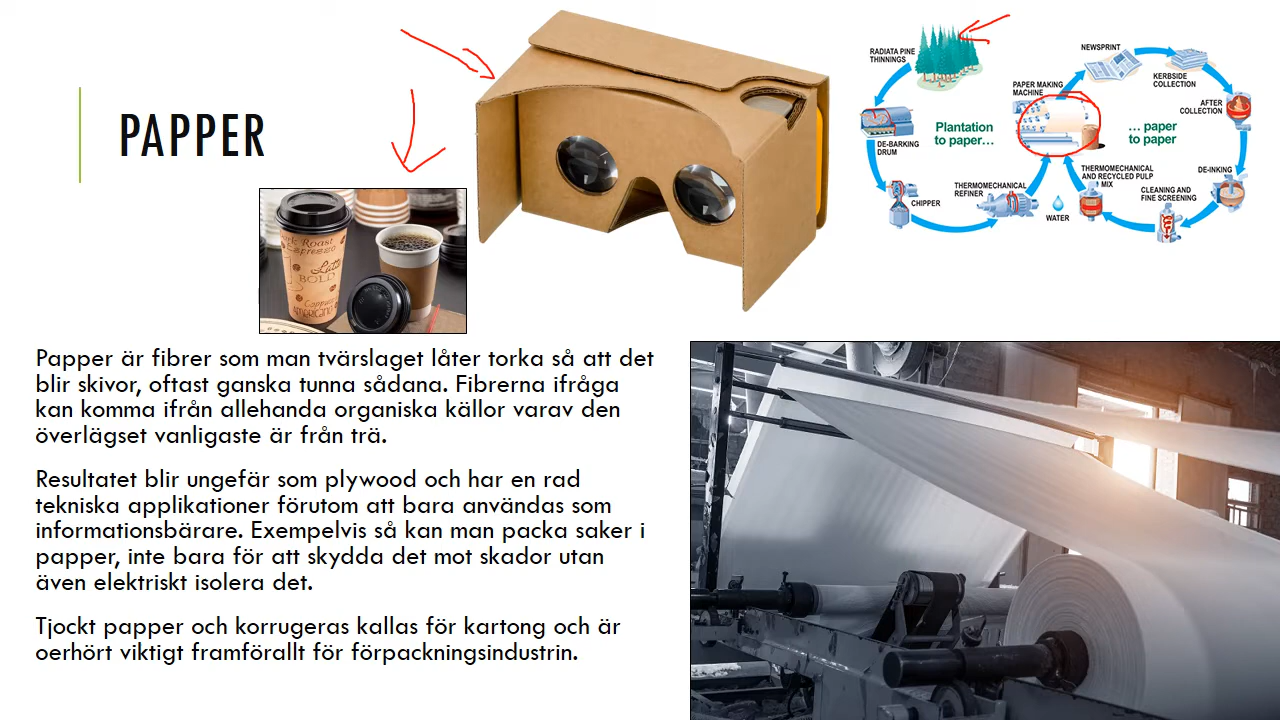 PAPPER
RADIATA PINE
THINNINGS
DE-BARKING
DRUM
CHIPPER
THERMOMECHANICAL
REFINER
Plantation
to paper…
WATER
PAPER MAKING
MACHINE
NEWSPRINT
KERBSIDE
COLLECTION
AFTER
COLLECTION
… paper
to paper
DE-INKING
CLEANING AND
FINE SCREENING
THERMOMECHANICAL
AND RECYCLED PULP
MIX
Roast
Espresso
Latte
BOLD
Americano
Papper är fibrer som man tvärslaget låter torka så att det
blir skivor, oftast ganska tunna sådana. Fibrerna ifråga
kan komma ifrån allehanda organiska källor varav den
överlägset vanligaste är från trä.
Resultatet blir ungefär som plywood och har en rad
tekniska applikationer förutom att bara användas som
informationsbärare. Exempelvis så kan man packa saker i
papper, inte bara för att skydda det mot skador utan
även elektriskt isolera det.
Tjockt papper och korrugeras kallas för kartong och är
oerhört viktigt framförallt för förpackningsindustrin.